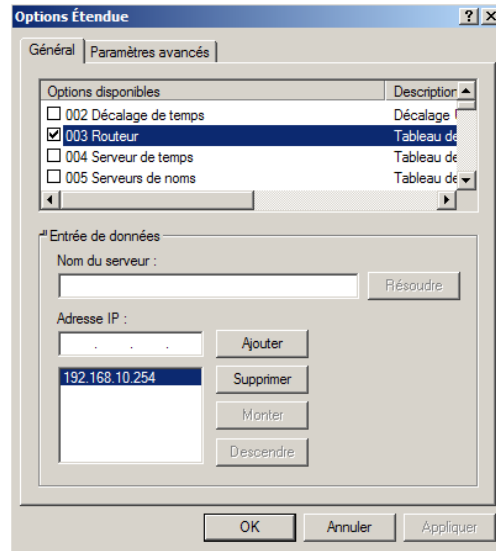 Options Étendue
Général Paramètres avancés
Options disponibles Description
002 Décalage de temps Décalage
003 Routeur Tableau de
004 Serveur de temps Tableau de
005 Serveurs de noms Tableau de
Entrée de données
Nom du serveur :
Résoudre
Adresse IP :
. . . Ajouter
192.168.10.254 Supprimer
Monter
Descendre
OK Annuler Appliquer